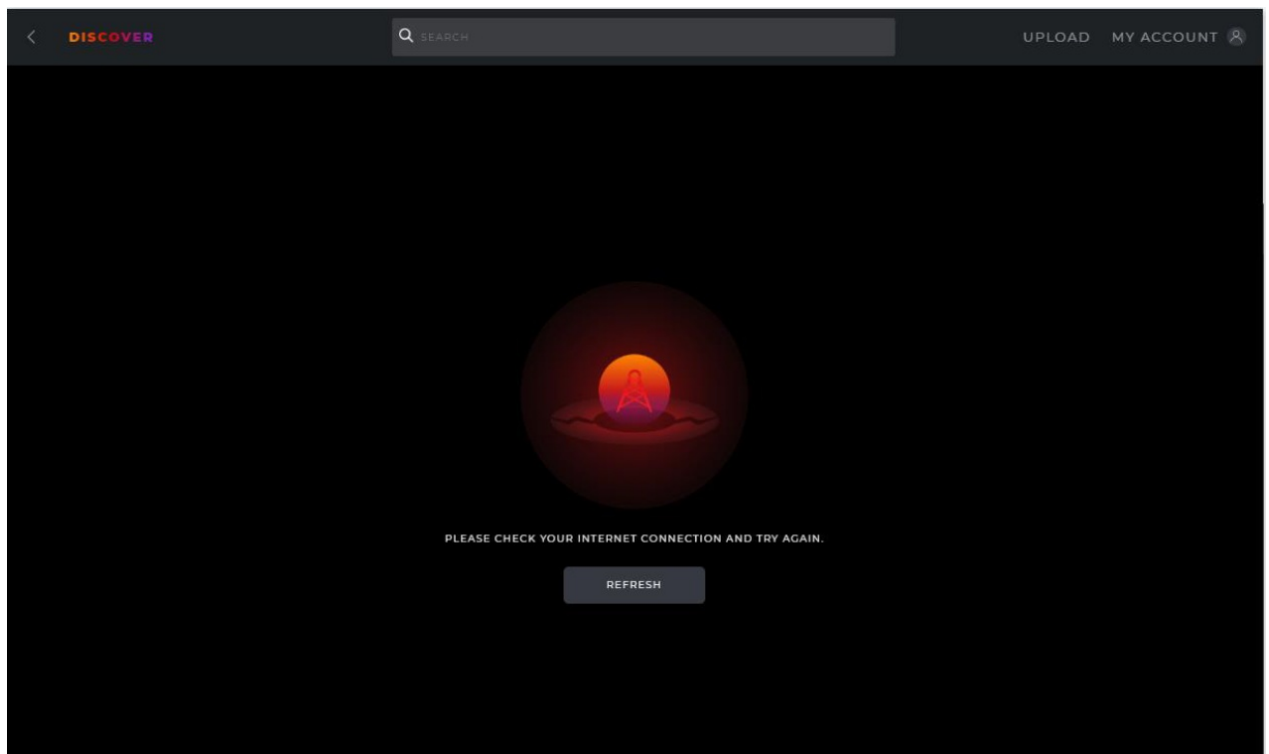 DISCOVER
SEARCH
UPLOAD MY ACCOUNT
PLEASE CHECK YOUR INTERNET CONNECTION AND TRY AGAIN.
REFRESH